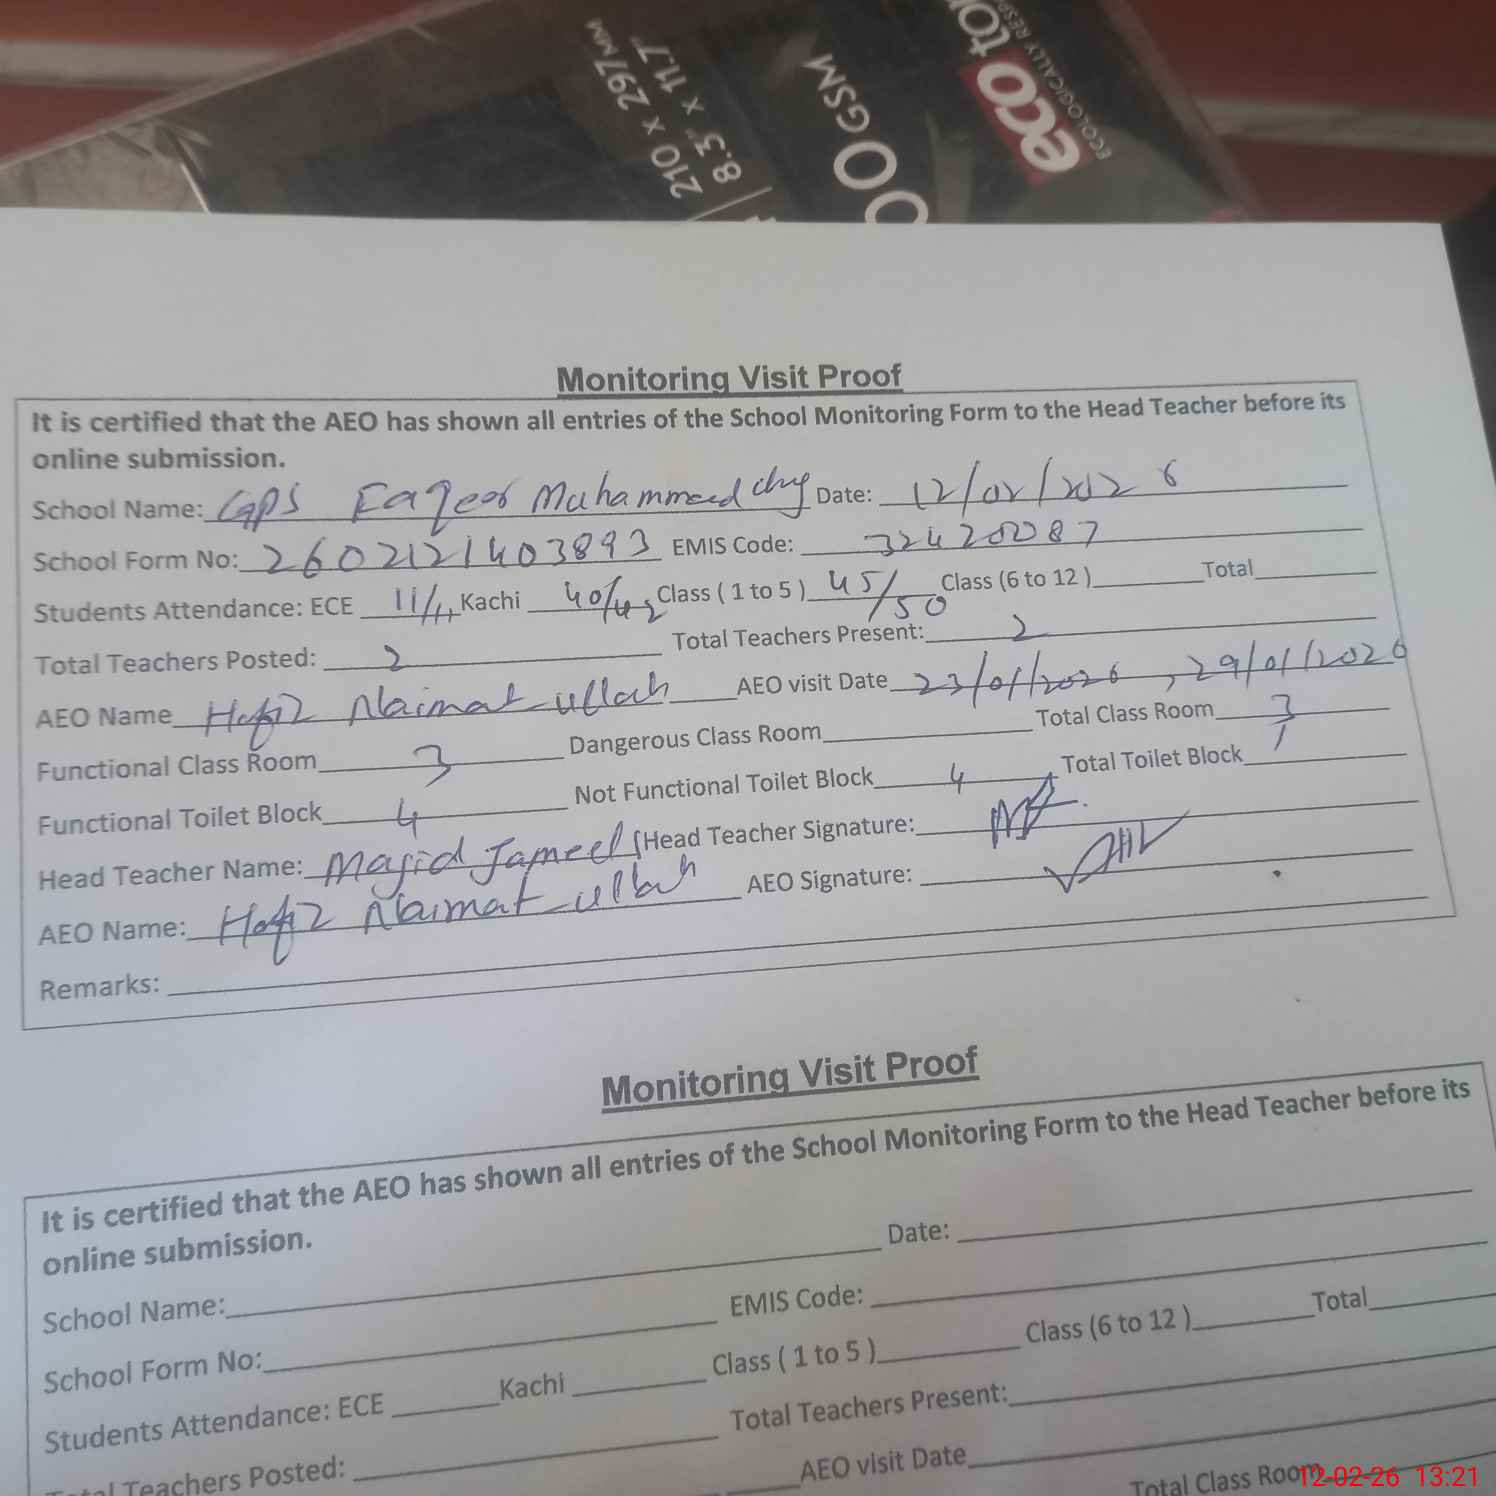 210 x 297MM
8.3" x 11.7"
GSM
eco
ECOLOGICALLY
Monitoring Visit Proof
It is certified that the AEO has shown all entries of the School Monitoring Form to the Head Teacher before its
online submission.
School Name: GPS Faqeer Muhammad Date: 12/02/2026
School Form No: 2602121403893 EMIS Code: 32420087
Students Attendance: ECE 11/11 Kachi 40/42 Class ( 1 to 5 ) 45/50 Class (6 to 12 ) Total
Total Teachers Posted: 2 Total Teachers Present: 2
AEO Name Hafiz Naimat ullah AEO visit Date 23/01/2026 , 29/01/2026
Functional Class Room 3 Dangerous Class Room Total Class Room 3
Functional Toilet Block 4 Not Functional Toilet Block 4 Total Toilet Block
Head Teacher Name: Majid Jameel Head Teacher Signature:
AEO Name: Hafiz Naimat ullah AEO Signature:
Remarks:
Monitoring Visit Proof
It is certified that the AEO has shown all entries of the School Monitoring Form to the Head Teacher before its
online submission.
School Name: Date:
School Form No: EMIS Code:
Students Attendance: ECE Kachi Class ( 1 to 5 ) Class (6 to 12 ) Total
Total Teachers Posted: Total Teachers Present:
AEO visit Date
Total Class Room
12-02-26 13:21